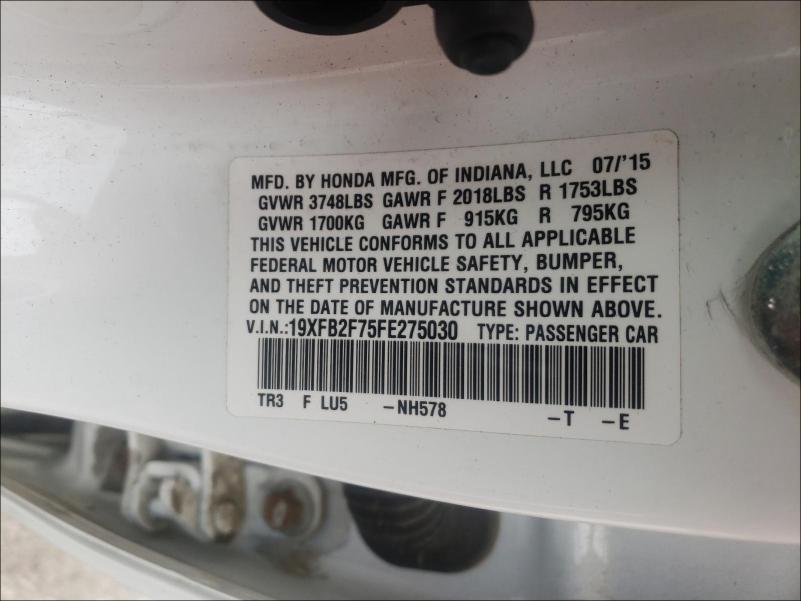 MFD. BY HONDA MFG. OF INDIANA, LLC 07/'15
GVWR 3748LBS GAWR F 2018LBS R 1753LBS
GVWR 1700KG GAWR F 915KG R 795KG
THIS VEHICLE CONFORMS TO ALL APPLICABLE
FEDERAL MOTOR VEHICLE SAFETY, BUMPER,
AND THEFT PREVENTION STANDARDS IN EFFECT
ON THE DATE OF MANUFACTURE SHOWN ABOVE.
V.I.N.:19XFB2F75FE275030 TYPE: PASSENGER CAR
TR3 F LU5 -NH578 -T -E